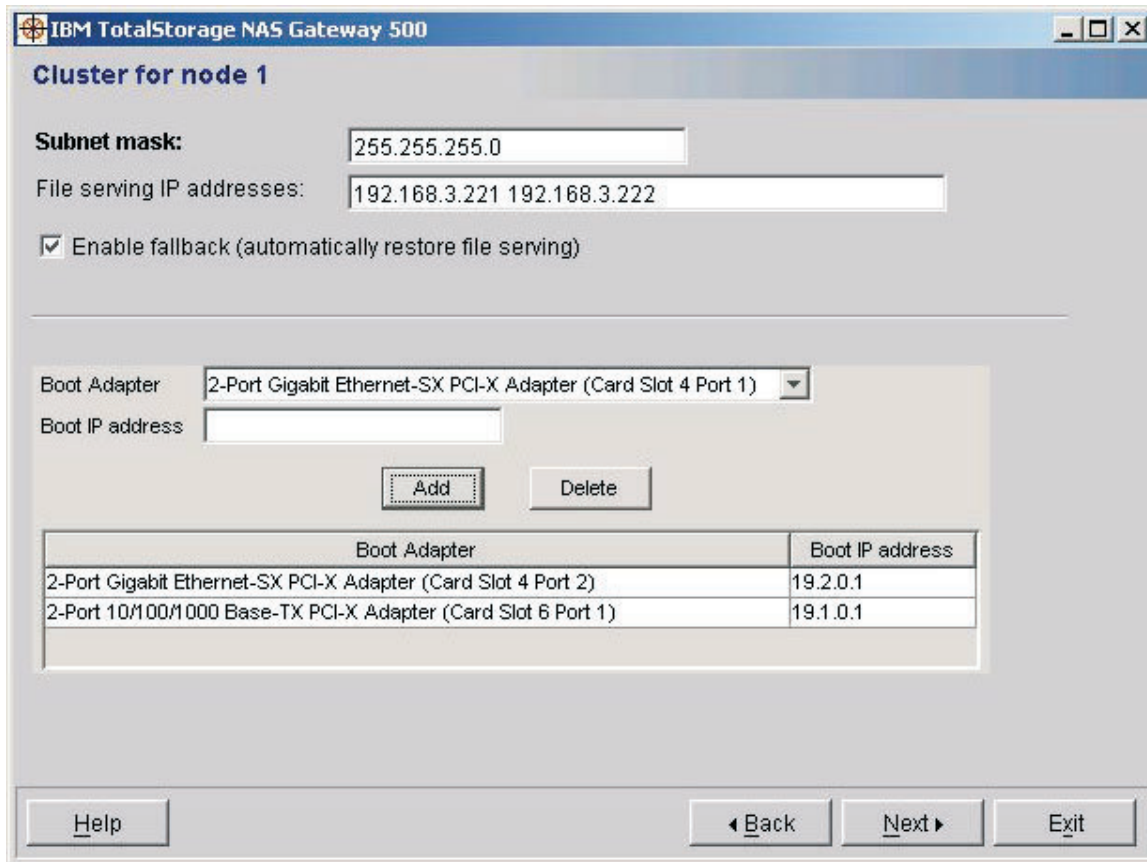 IBM TotalStorage NAS Gateway 500
Cluster for node 1
Subnet mask: 255.255.255.0
File serving IP addresses: 192.168.3.221 192.168.3.222
Enable fallback (automatically restore file serving)
Boot Adapter 2-Port Gigabit Ethernet-SX PCI-X Adapter (Card Slot 4 Port 1)
Boot IP address
Add Delete
Boot Adapter Boot IP address
2-Port Gigabit Ethernet-SX PCI-X Adapter (Card Slot 4 Port 2) 19.2.0.1
2-Port 10/100/1000 Base-TX PCI-X Adapter (Card Slot 6 Port 1) 19.1.0.1
Help Back Next Exit